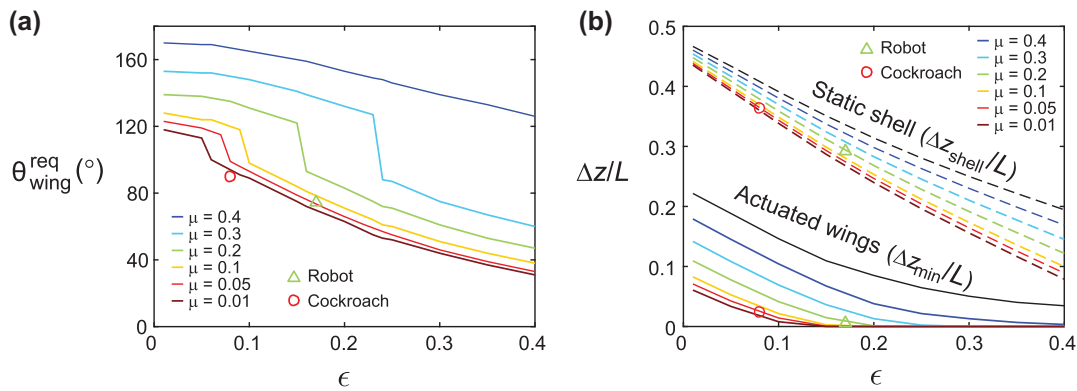 (a)
θ_wing^req (°)
160
120
80
40
0
μ = 0.4
μ = 0.3
μ = 0.2
μ = 0.1
μ = 0.05
μ = 0.01
Robot
Cockroach
0 0.1 0.2 0.3 0.4
ϵ
(b)
Δz/L
0.5
0.4
0.3
0.2
0.1
0
Robot
Cockroach
μ = 0.4
μ = 0.3
μ = 0.2
μ = 0.1
μ = 0.05
μ = 0.01
Static shell (Δz_shell/L)
Actuated wings (Δz_min/L)
0 0.1 0.2 0.3 0.4
ϵ